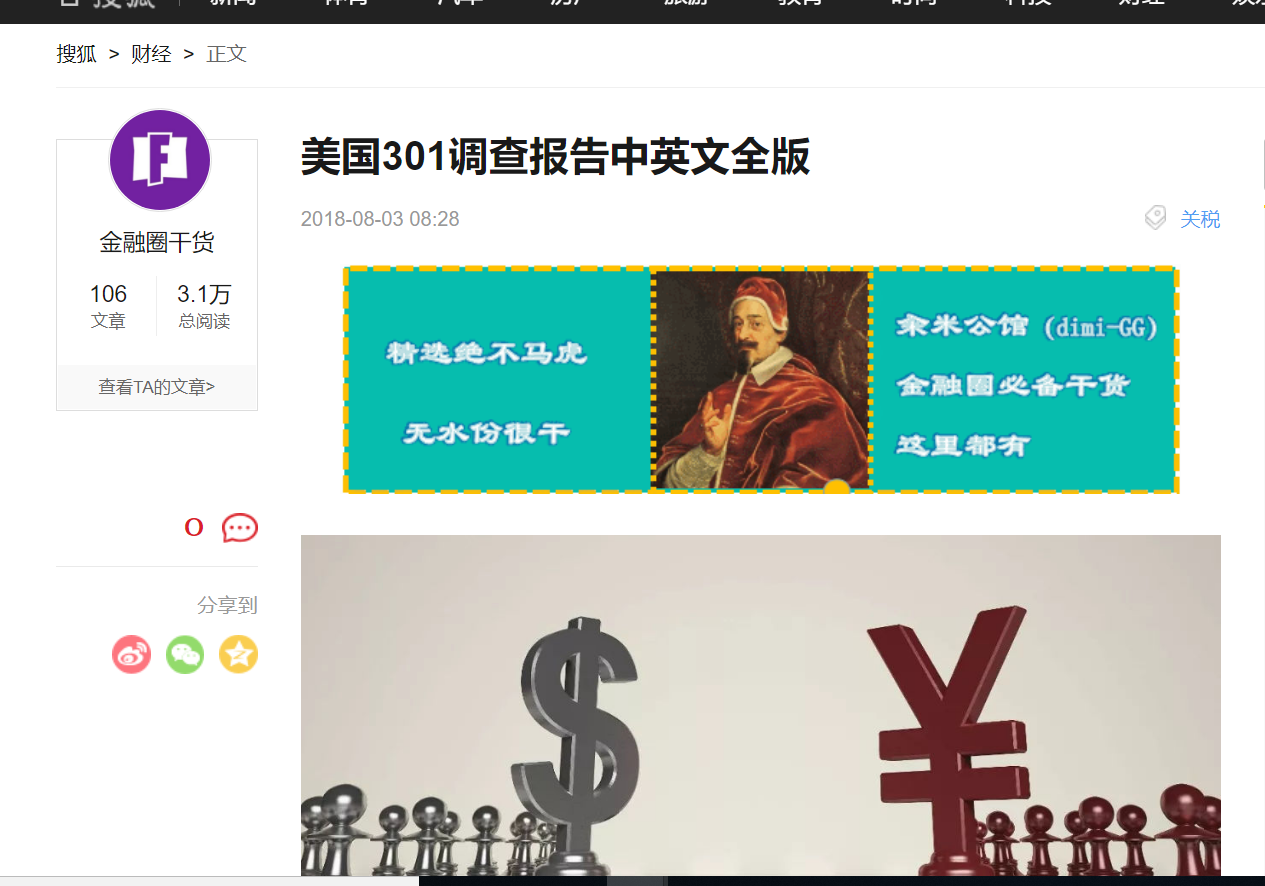 搜狐
新闻 体育 汽车 房产 旅游 教育 时尚 科技 财经
搜狐 > 财经 > 正文
F
金融圈干货
106
文章
3.1万
总阅读
查看TA的文章>
美国301调查报告中英文全版
2018-08-03 08:28
关税
精选绝不马虎
无水份很干
籴米公馆（dimi-GG）
金融圈必备干货
这里都有
0
分享到